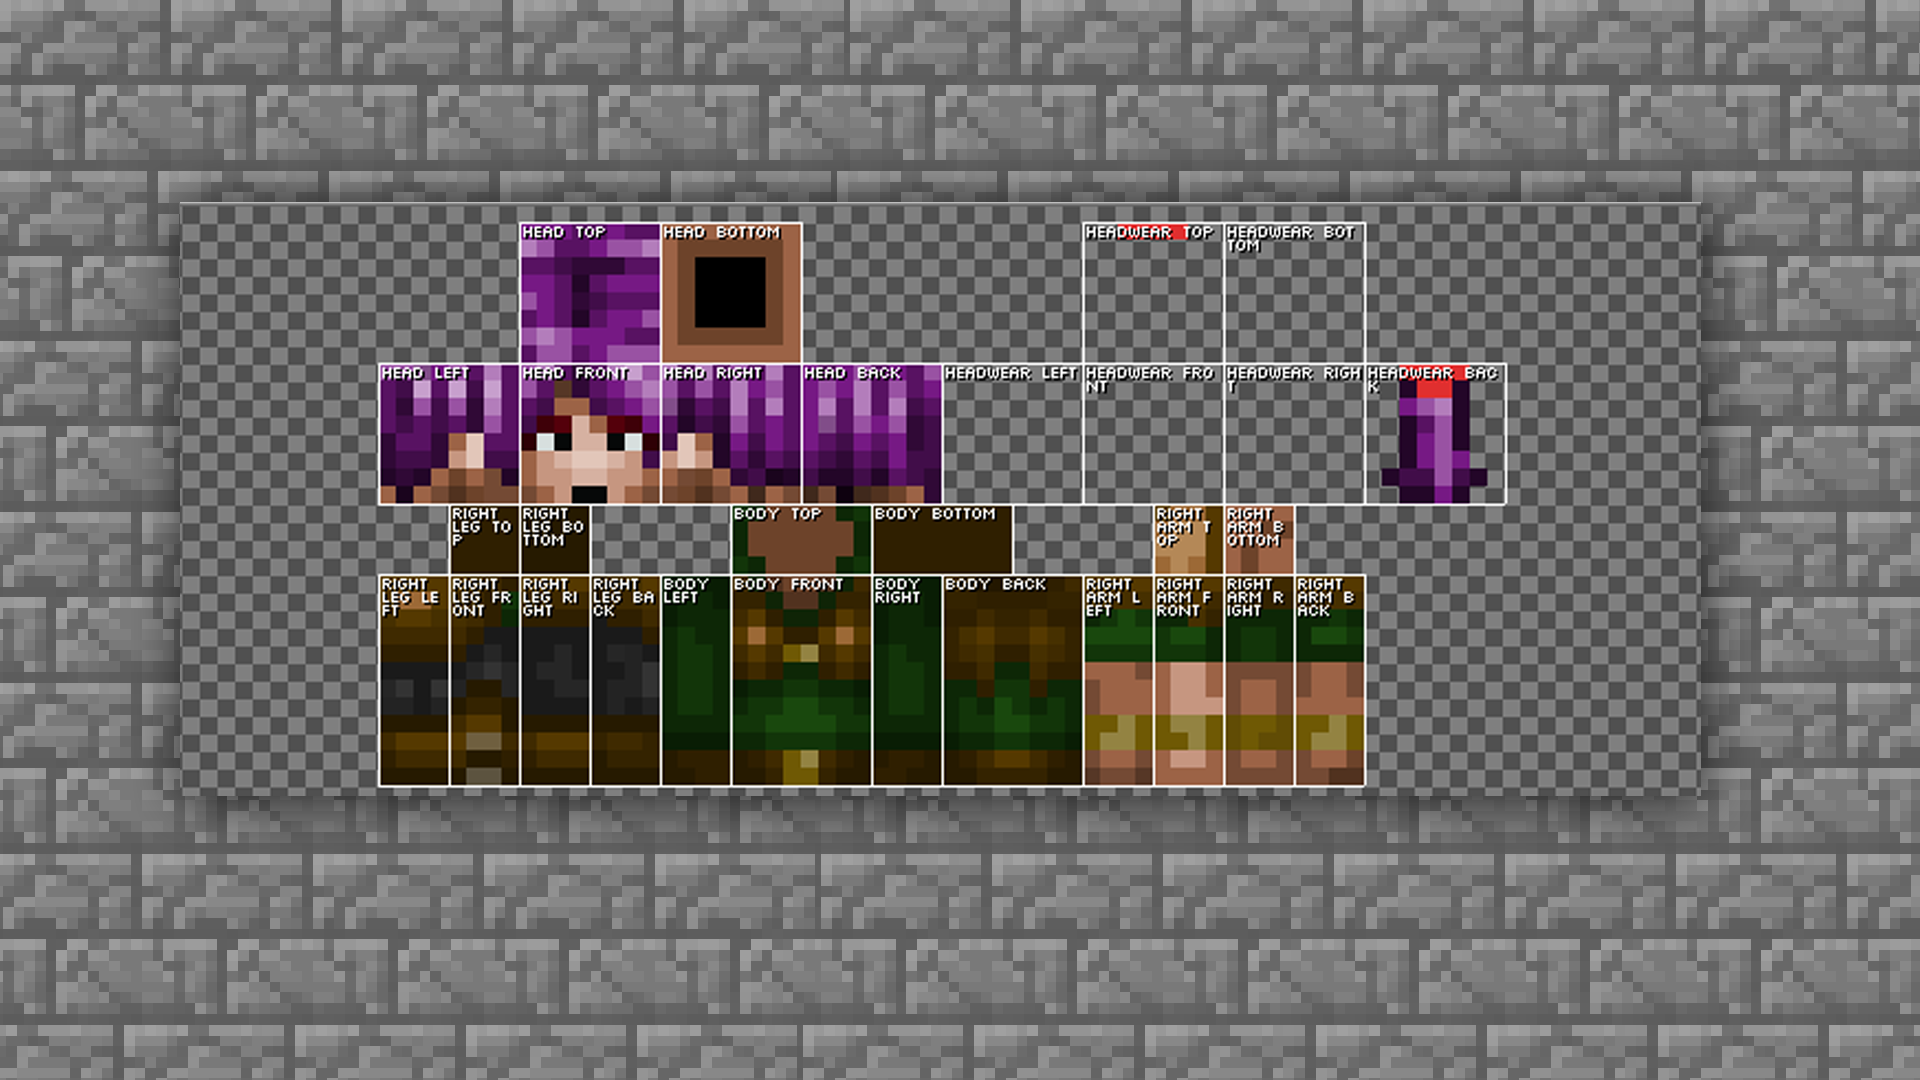 HEAD TOP
HEAD BOTTOM
HEADWEAR TOP
HEADWEAR BOT
TOM
HEAD LEFT
HEAD FRONT
HEAD RIGHT
HEAD BACK
HEADWEAR LEFT
HEADWEAR FRO
NT
HEADWEAR RIGH
T
HEADWEAR BAC
K
RIGHT
LEG TO
P
RIGHT
LEG BO
TTOM
BODY TOP
BODY BOTTOM
RIGHT
ARM T
OP
RIGHT
ARM B
OTTOM
RIGHT
LEG LE
FT
RIGHT
LEG FR
ONT
RIGHT
LEG RI
GHT
RIGHT
LEG BA
CK
BODY
LEFT
BODY FRONT
BODY
RIGHT
BODY BACK
RIGHT
ARM L
EFT
RIGHT
ARM F
RONT
RIGHT
ARM R
IGHT
RIGHT
ARM B
ACK